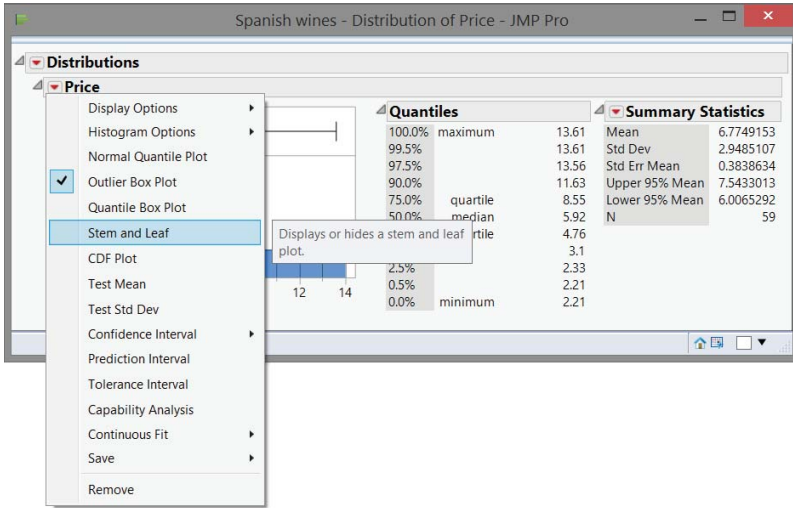 Spanish wines - Distribution of Price - JMP Pro
Distributions
Price
Display Options
Histogram Options
Normal Quantile Plot
Outlier Box Plot
Quantile Box Plot
Stem and Leaf
CDF Plot
Test Mean
Test Std Dev
Confidence Interval
Prediction Interval
Tolerance Interval
Capability Analysis
Continuous Fit
Save
Remove
Displays or hides a stem and leaf
plot.
12 14
Quantiles
100.0% maximum 13.61
99.5% 13.61
97.5% 13.56
90.0% 11.63
75.0% quartile 8.55
50.0% median 5.92
4.76
3.1
2.5% 2.33
0.5% 2.21
0.0% minimum 2.21
Summary Statistics
Mean 6.7749153
Std Dev 2.9485107
Std Err Mean 0.3838634
Upper 95% Mean 7.5433013
Lower 95% Mean 6.0065292
N 59